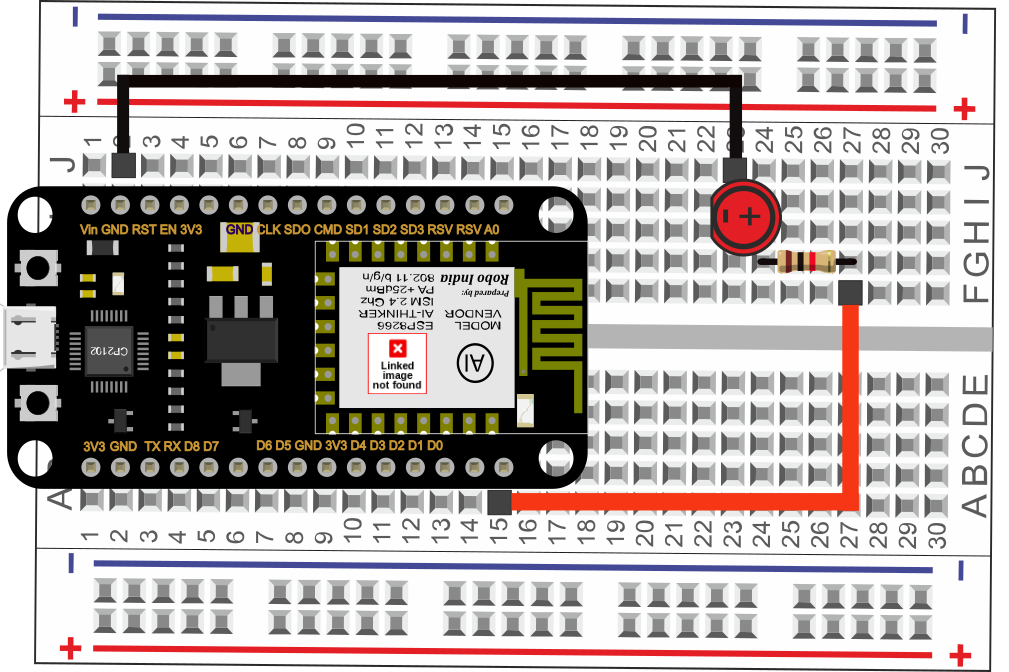 1 2 3 4 5 6 7 8 9 10 11 12 13 14 15 16 17 18 19 20 21 22 23 24 25 26 27 28 29 30
J
J
I
H
G
F
Vin GND RST EN 3V3 GND CLK SDO CMD SD1 SD2 SD3 RSV RSV A0
Prepared by: Robo India
MODEL ESP8266
VENDOR AI-THINKER
ISM 2.4 Ghz
PA +25dBm
802.11 b/g/n
AI
Linked
image
not found
CP2102
3V3 GND TX RX D8 D7 D6 D5 GND 3V3 D4 D3 D2 D1 D0
E
D
C
B
A
A
1 2 3 4 5 6 7 8 9 10 11 12 13 14 15 16 17 18 19 20 21 22 23 24 25 26 27 28 29 30